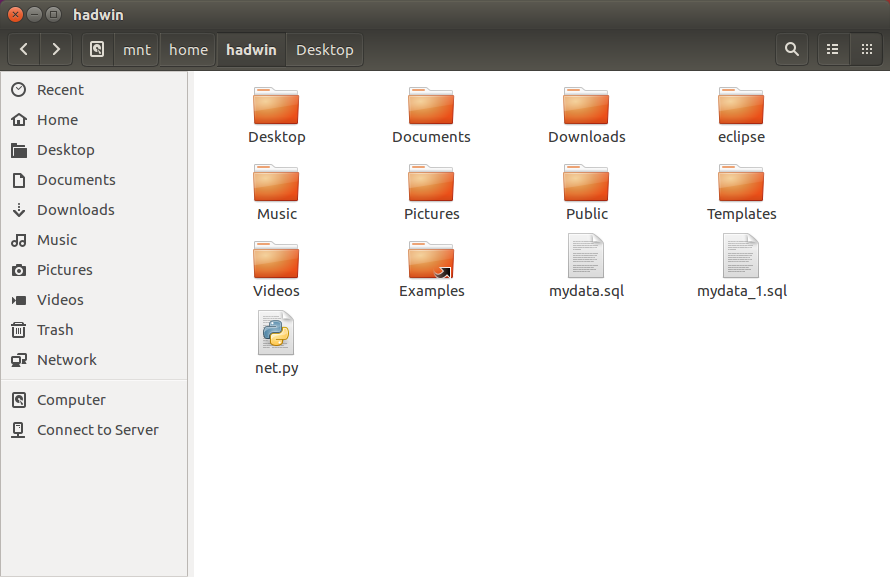 hadwin
mnt home hadwin Desktop
Recent
Home
Desktop
Documents
Downloads
Music
Pictures
Videos
Trash
Network
Computer
Connect to Server
Desktop Documents Downloads eclipse
Music Pictures Public Templates
Videos Examples mydata.sql mydata_1.sql
net.py